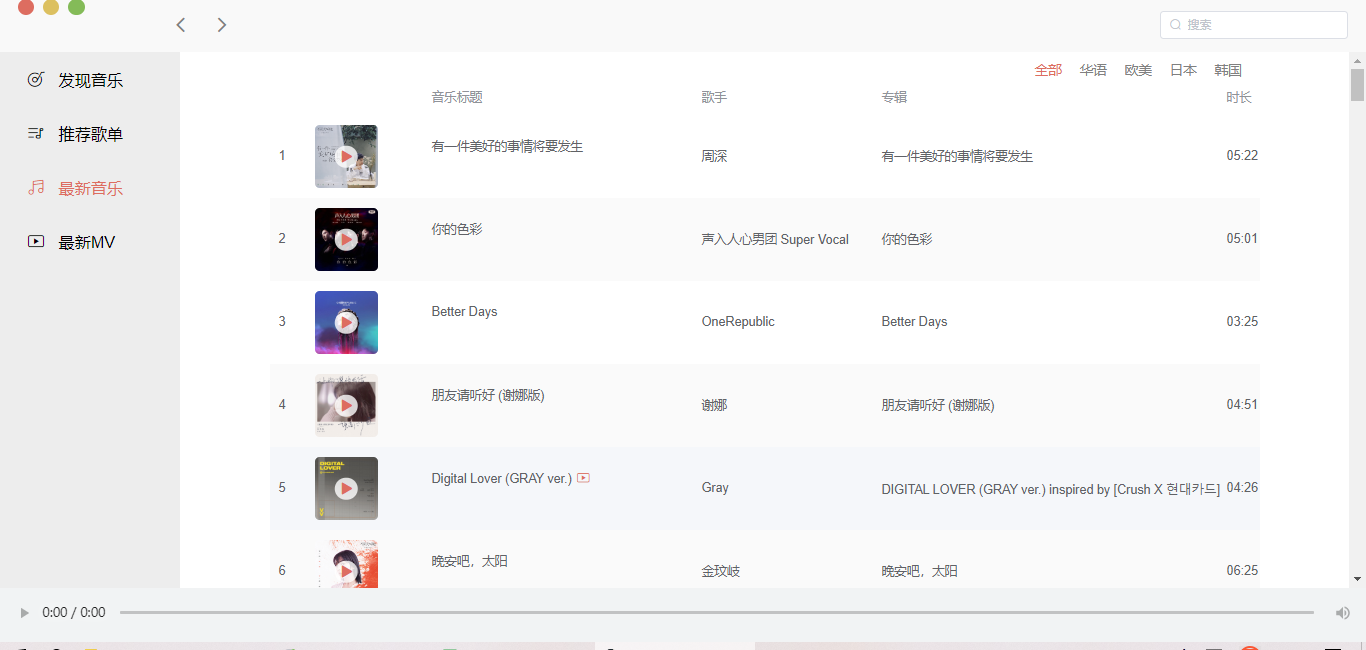 搜索
发现音乐
推荐歌单
最新音乐
最新MV
全部 华语 欧美 日本 韩国
音乐标题 歌手 专辑 时长
1 有一件美好的事情将要发生 周深 有一件美好的事情将要发生 05:22
2 你的色彩 声入人心男团 Super Vocal 你的色彩 05:01
3 Better Days OneRepublic Better Days 03:25
4 朋友请听好 (谢娜版) 谢娜 朋友请听好 (谢娜版) 04:51
DIGITAL
LOVER
5 Digital Lover (GRAY ver.) Gray DIGITAL LOVER (GRAY ver.) inspired by [Crush X 현대카드] 04:26
6 晚安吧，太阳 金玟岐 晚安吧，太阳 06:25
0:00 / 0:00